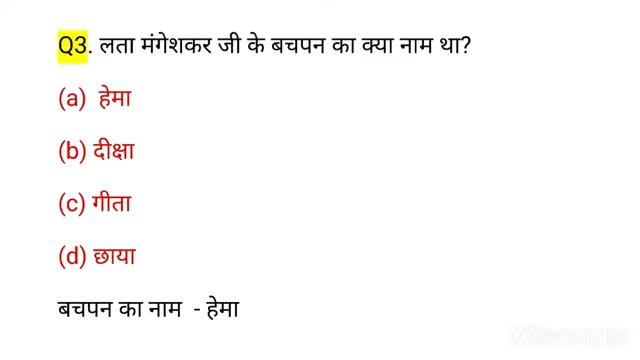 Q3. लता मंगेशकर जी के बचपन का क्या नाम था?
(a) हेमा
(b) दीक्षा
(c) गीता
(d) छाया
बचपन का नाम - हेमा